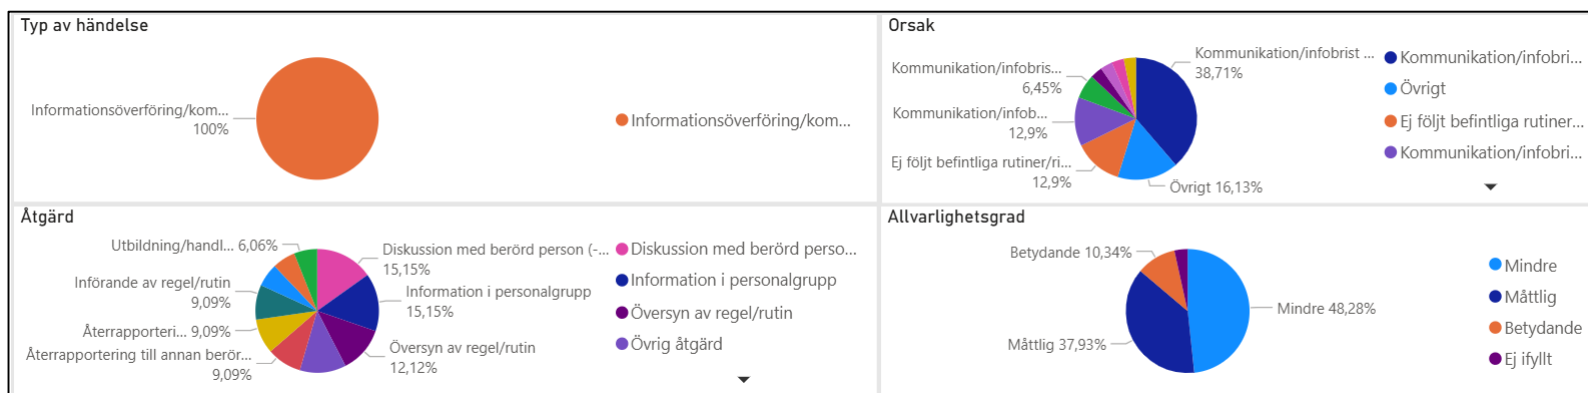 Typ av händelse
Informationsöverföring/kom...
100%
Informationsöverföring/kom...
Orsak
Kommunikation/infobrist ...
38,71%
Kommunikation/infobris...
6,45%
Kommunikation/infob...
12,9%
Ej följt befintliga rutiner/ri...
12,9%
Övrigt 16,13%
Kommunikation/infobri...
Övrigt
Ej följt befintliga rutiner...
Kommunikation/infobri...
Åtgärd
Utbildning/handl... 6,06%
Införande av regel/rutin
9,09%
Återrapporteri... 9,09%
Återrapportering till annan berör...
9,09%
Diskussion med berörd person (-...
15,15%
Information i personalgrupp
15,15%
Översyn av regel/rutin
12,12%
Diskussion med berörd perso...
Information i personalgrupp
Översyn av regel/rutin
Övrig åtgärd
Allvarlighetsgrad
Betydande 10,34%
Måttlig 37,93%
Mindre 48,28%
Mindre
Måttlig
Betydande
Ej ifyllt